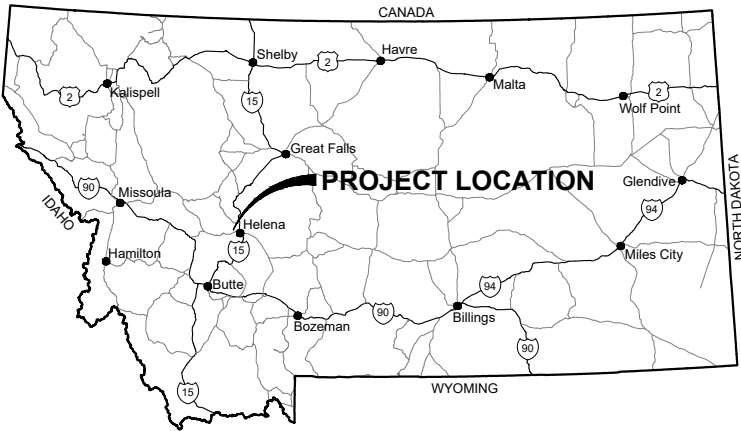 CANADA
Shelby
2
Havre
2
Kalispell
15
Malta
2
Wolf Point
Great Falls
90
Missoula
PROJECT LOCATION
Glendive
NORTH DAKOTA
IDAHO
94
Helena
15
Hamilton
Miles City
Butte
94
90
Billings
Bozeman
90
15
WYOMING